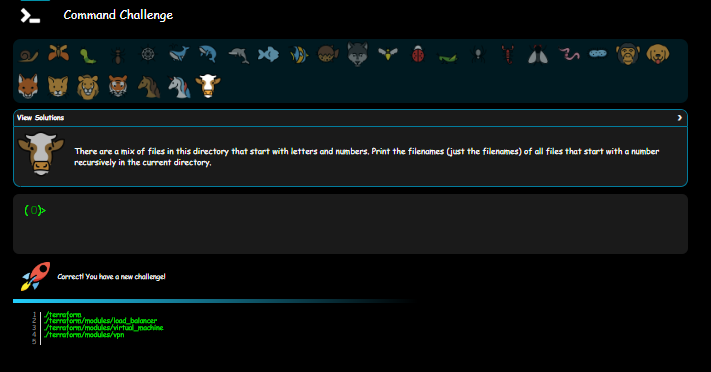 Command Challenge
View Solutions
There are a mix of files in this directory that start with letters and numbers. Print the filenames (just the filenames) of all files that start with a number
recursively in the current directory.
(0)>
Correct! You have a new challenge!
1 ./terraform
2 ./terraform/modules/load_balancer
3 ./terraform/modules/virtual_machine
4 ./terraform/modules/vpn
5